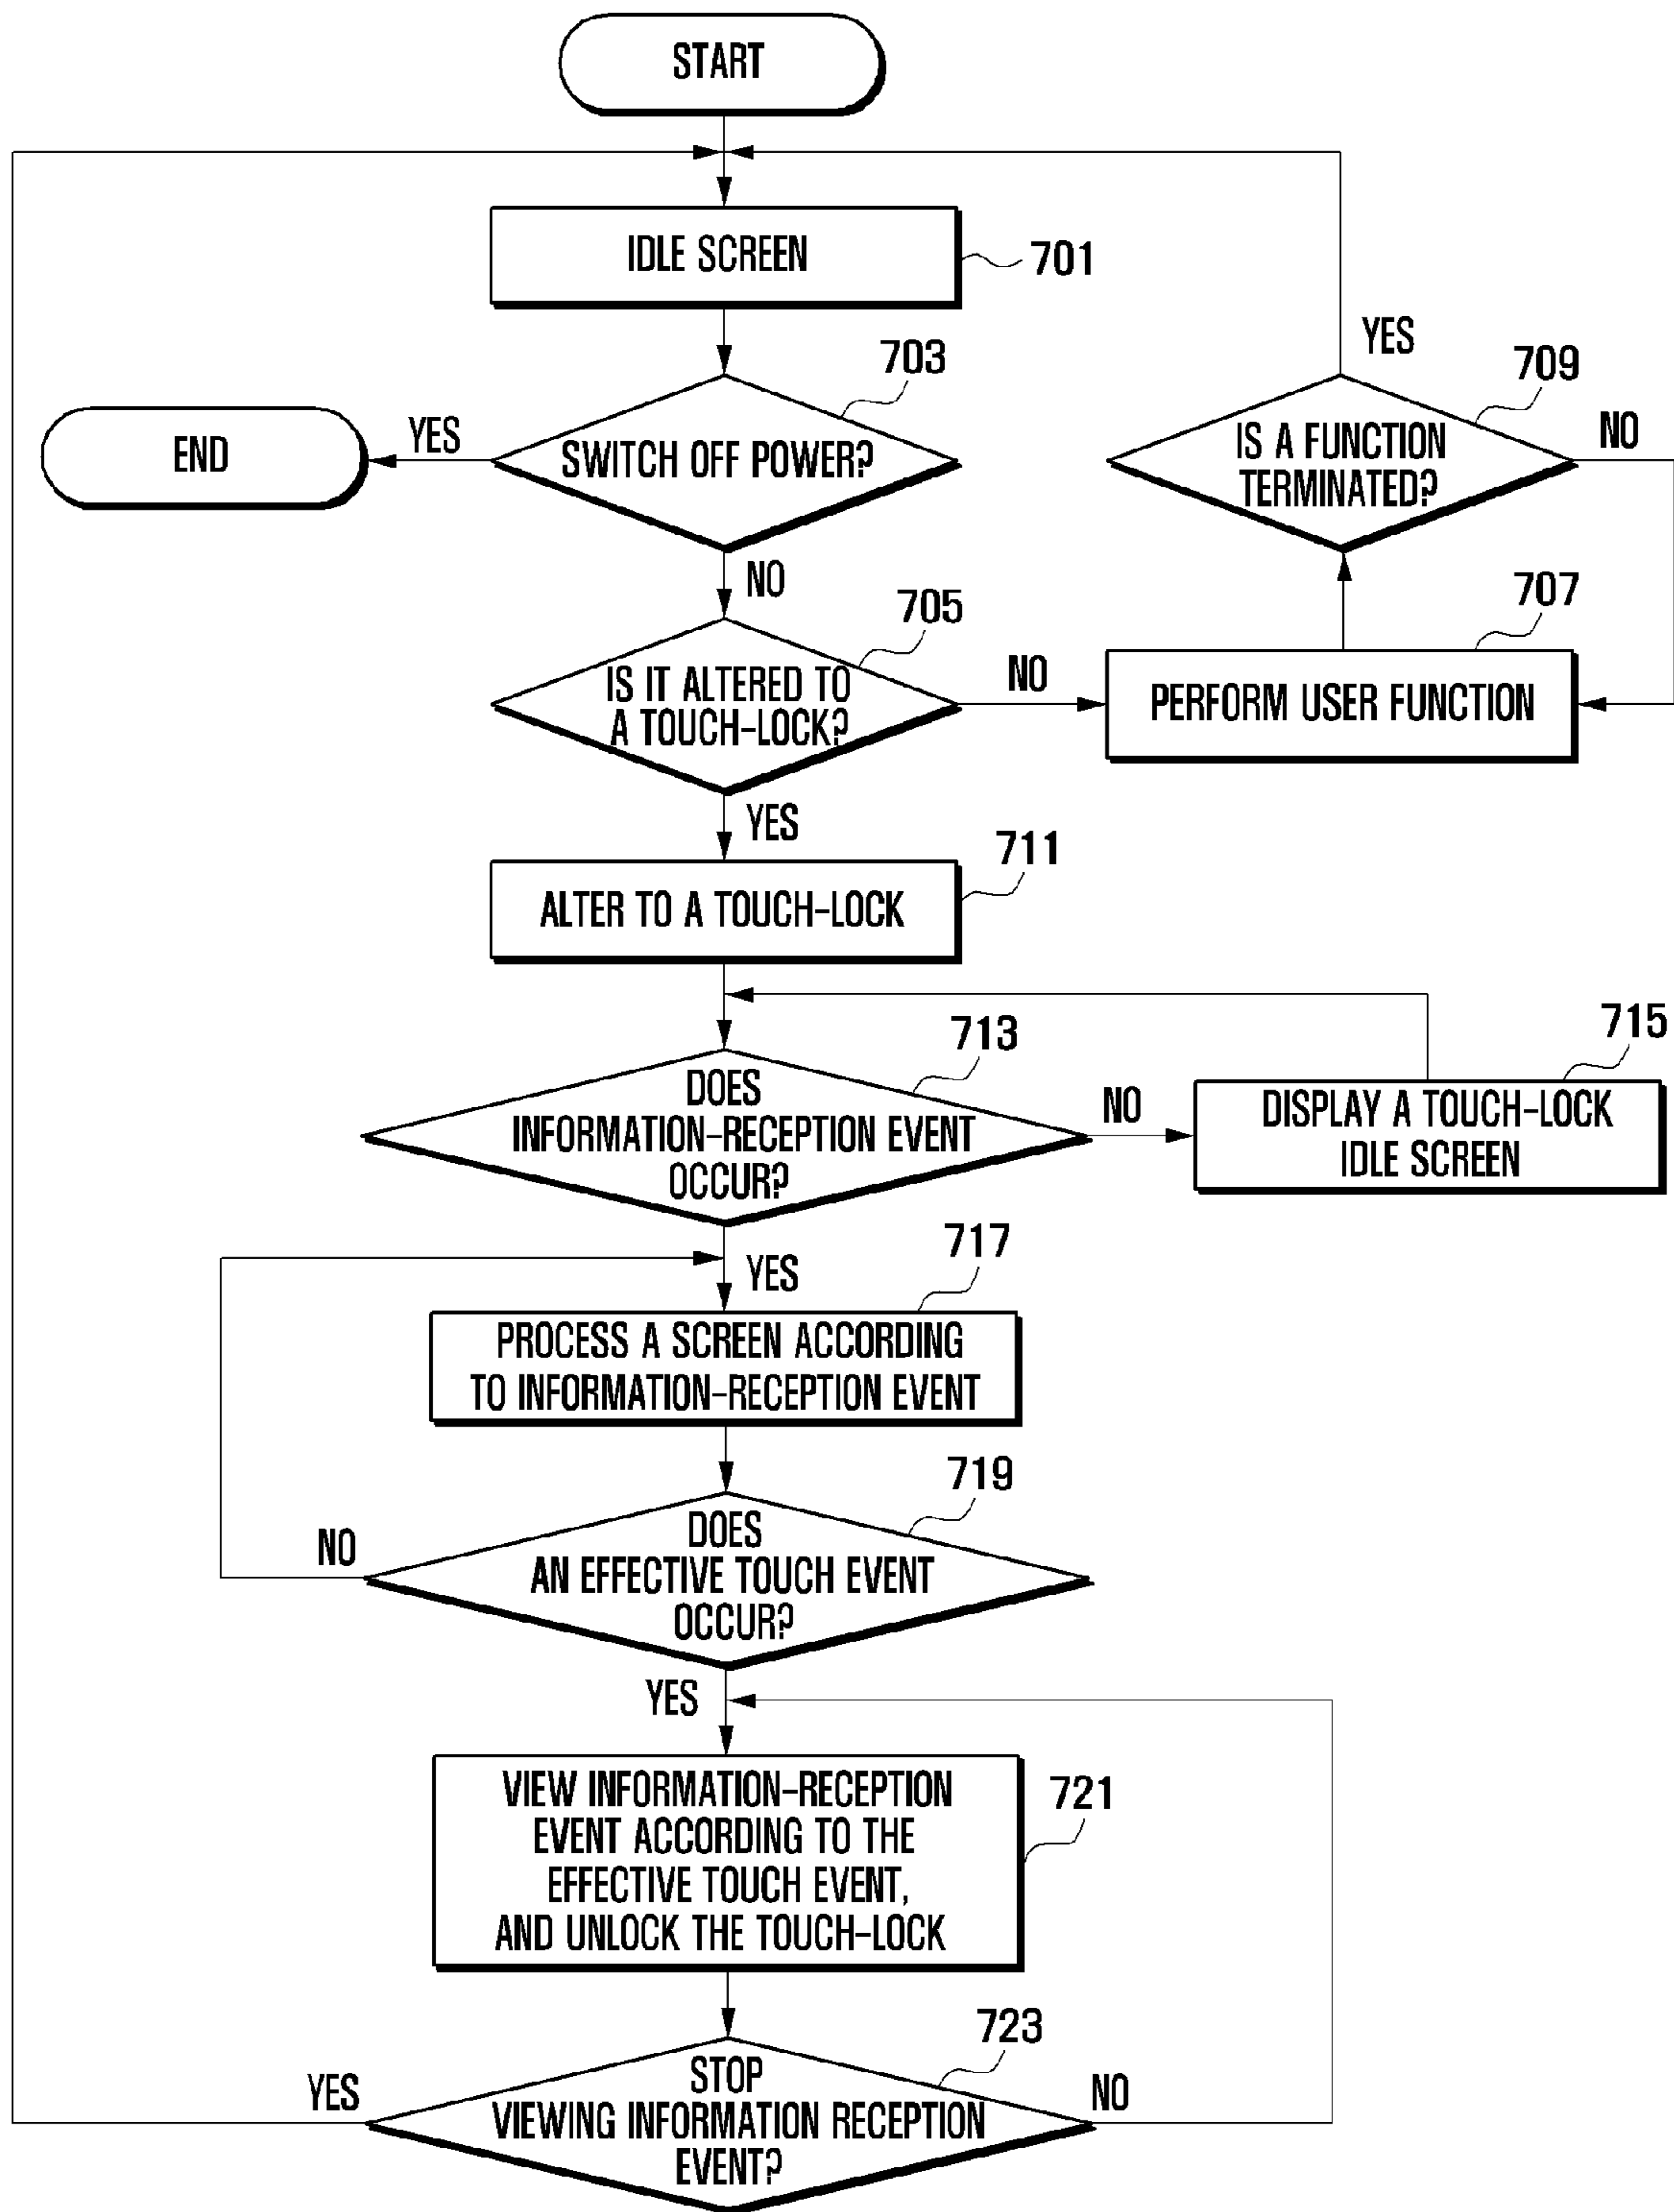 START
IDLE SCREEN
701
703
SWITCH OFF POWER?
YES
END
NO
YES
709
IS A FUNCTION
TERMINATED?
NO
705
IS IT ALTERED TO
A TOUCH-LOCK?
NO
707
PERFORM USER FUNCTION
YES
711
ALTER TO A TOUCH-LOCK
713
DOES
INFORMATION-RECEPTION EVENT
OCCUR?
NO
715
DISPLAY A TOUCH-LOCK
IDLE SCREEN
YES
717
PROCESS A SCREEN ACCORDING
TO INFORMATION-RECEPTION EVENT
719
DOES
AN EFFECTIVE TOUCH EVENT
OCCUR?
NO
YES
VIEW INFORMATION-RECEPTION
EVENT ACCORDING TO THE
EFFECTIVE TOUCH EVENT,
AND UNLOCK THE TOUCH-LOCK
721
723
STOP
VIEWING INFORMATION RECEPTION
EVENT?
YES
NO